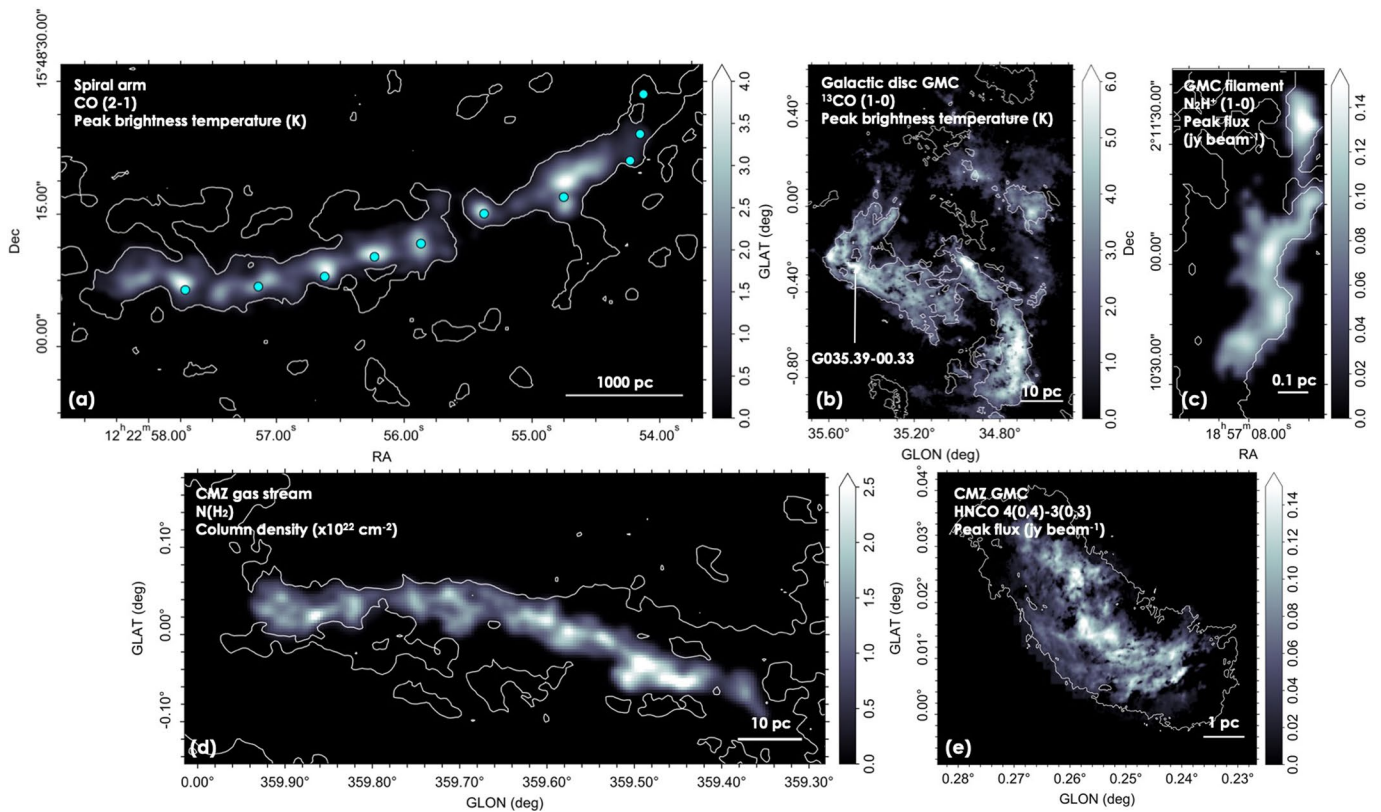 Spiral arm
CO (2-1)
Peak brightness temperature (K)
1000 pc
(a)
15°48'30.00"
15.00"
00.00"
Dec
12ʰ22ᵐ58.00ˢ
57.00ˢ
56.00ˢ
55.00ˢ
54.00ˢ
RA
4.0
3.5
3.0
2.5
2.0
1.5
1.0
0.5
0.0
Galactic disc GMC
¹³CO (1-0)
Peak brightness temperature (K)
G035.39-00.33
10 pc
(b)
GLAT (deg)
0.40°
0.00°
-0.40°
-0.80°
35.60°
35.20°
34.80°
GLON (deg)
6.0
5.0
4.0
3.0
2.0
1.0
0.0
GMC filament
N₂H⁺ (1-0)
Peak flux
(jy beam⁻¹)
0.1 pc
(c)
Dec
2°11'30.00"
00.00"
10'30.00"
18ʰ57ᵐ08.00ˢ
RA
0.14
0.12
0.10
0.08
0.06
0.04
0.02
0.00
CMZ gas stream
N(H₂)
Column density (x10²² cm⁻²)
10 pc
(d)
GLAT (deg)
0.10°
0.00°
-0.10°
0.00°
359.90°
359.80°
359.70°
359.60°
359.50°
359.40°
359.30°
GLON (deg)
2.5
2.0
1.5
1.0
0.5
0.0
CMZ GMC
HNCO 4(0,4)-3(0,3)
Peak flux (jy beam⁻¹)
1 pc
(e)
GLAT (deg)
0.04°
0.03°
0.02°
0.01°
0.00°
0.28°
0.27°
0.26°
0.25°
0.24°
0.23°
GLON (deg)
0.14
0.12
0.10
0.08
0.06
0.04
0.02
0.00